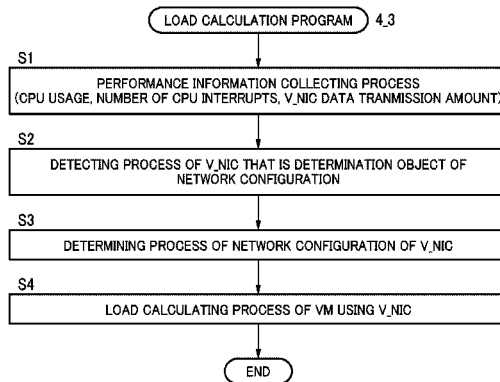 LOAD CALCULATION PROGRAM 4_3
S1
PERFORMANCE INFORMATION COLLECTING PROCESS
(CPU USAGE, NUMBER OF CPU INTERRUPTS, V_NIC DATA TRANMISSION AMOUNT)
S2
DETECTING PROCESS OF V_NIC THAT IS DETERMINATION OBJECT OF
NETWORK CONFIGURATION
S3
DETERMINING PROCESS OF NETWORK CONFIGURATION OF V_NIC
S4
LOAD CALCULATING PROCESS OF VM USING V_NIC
END